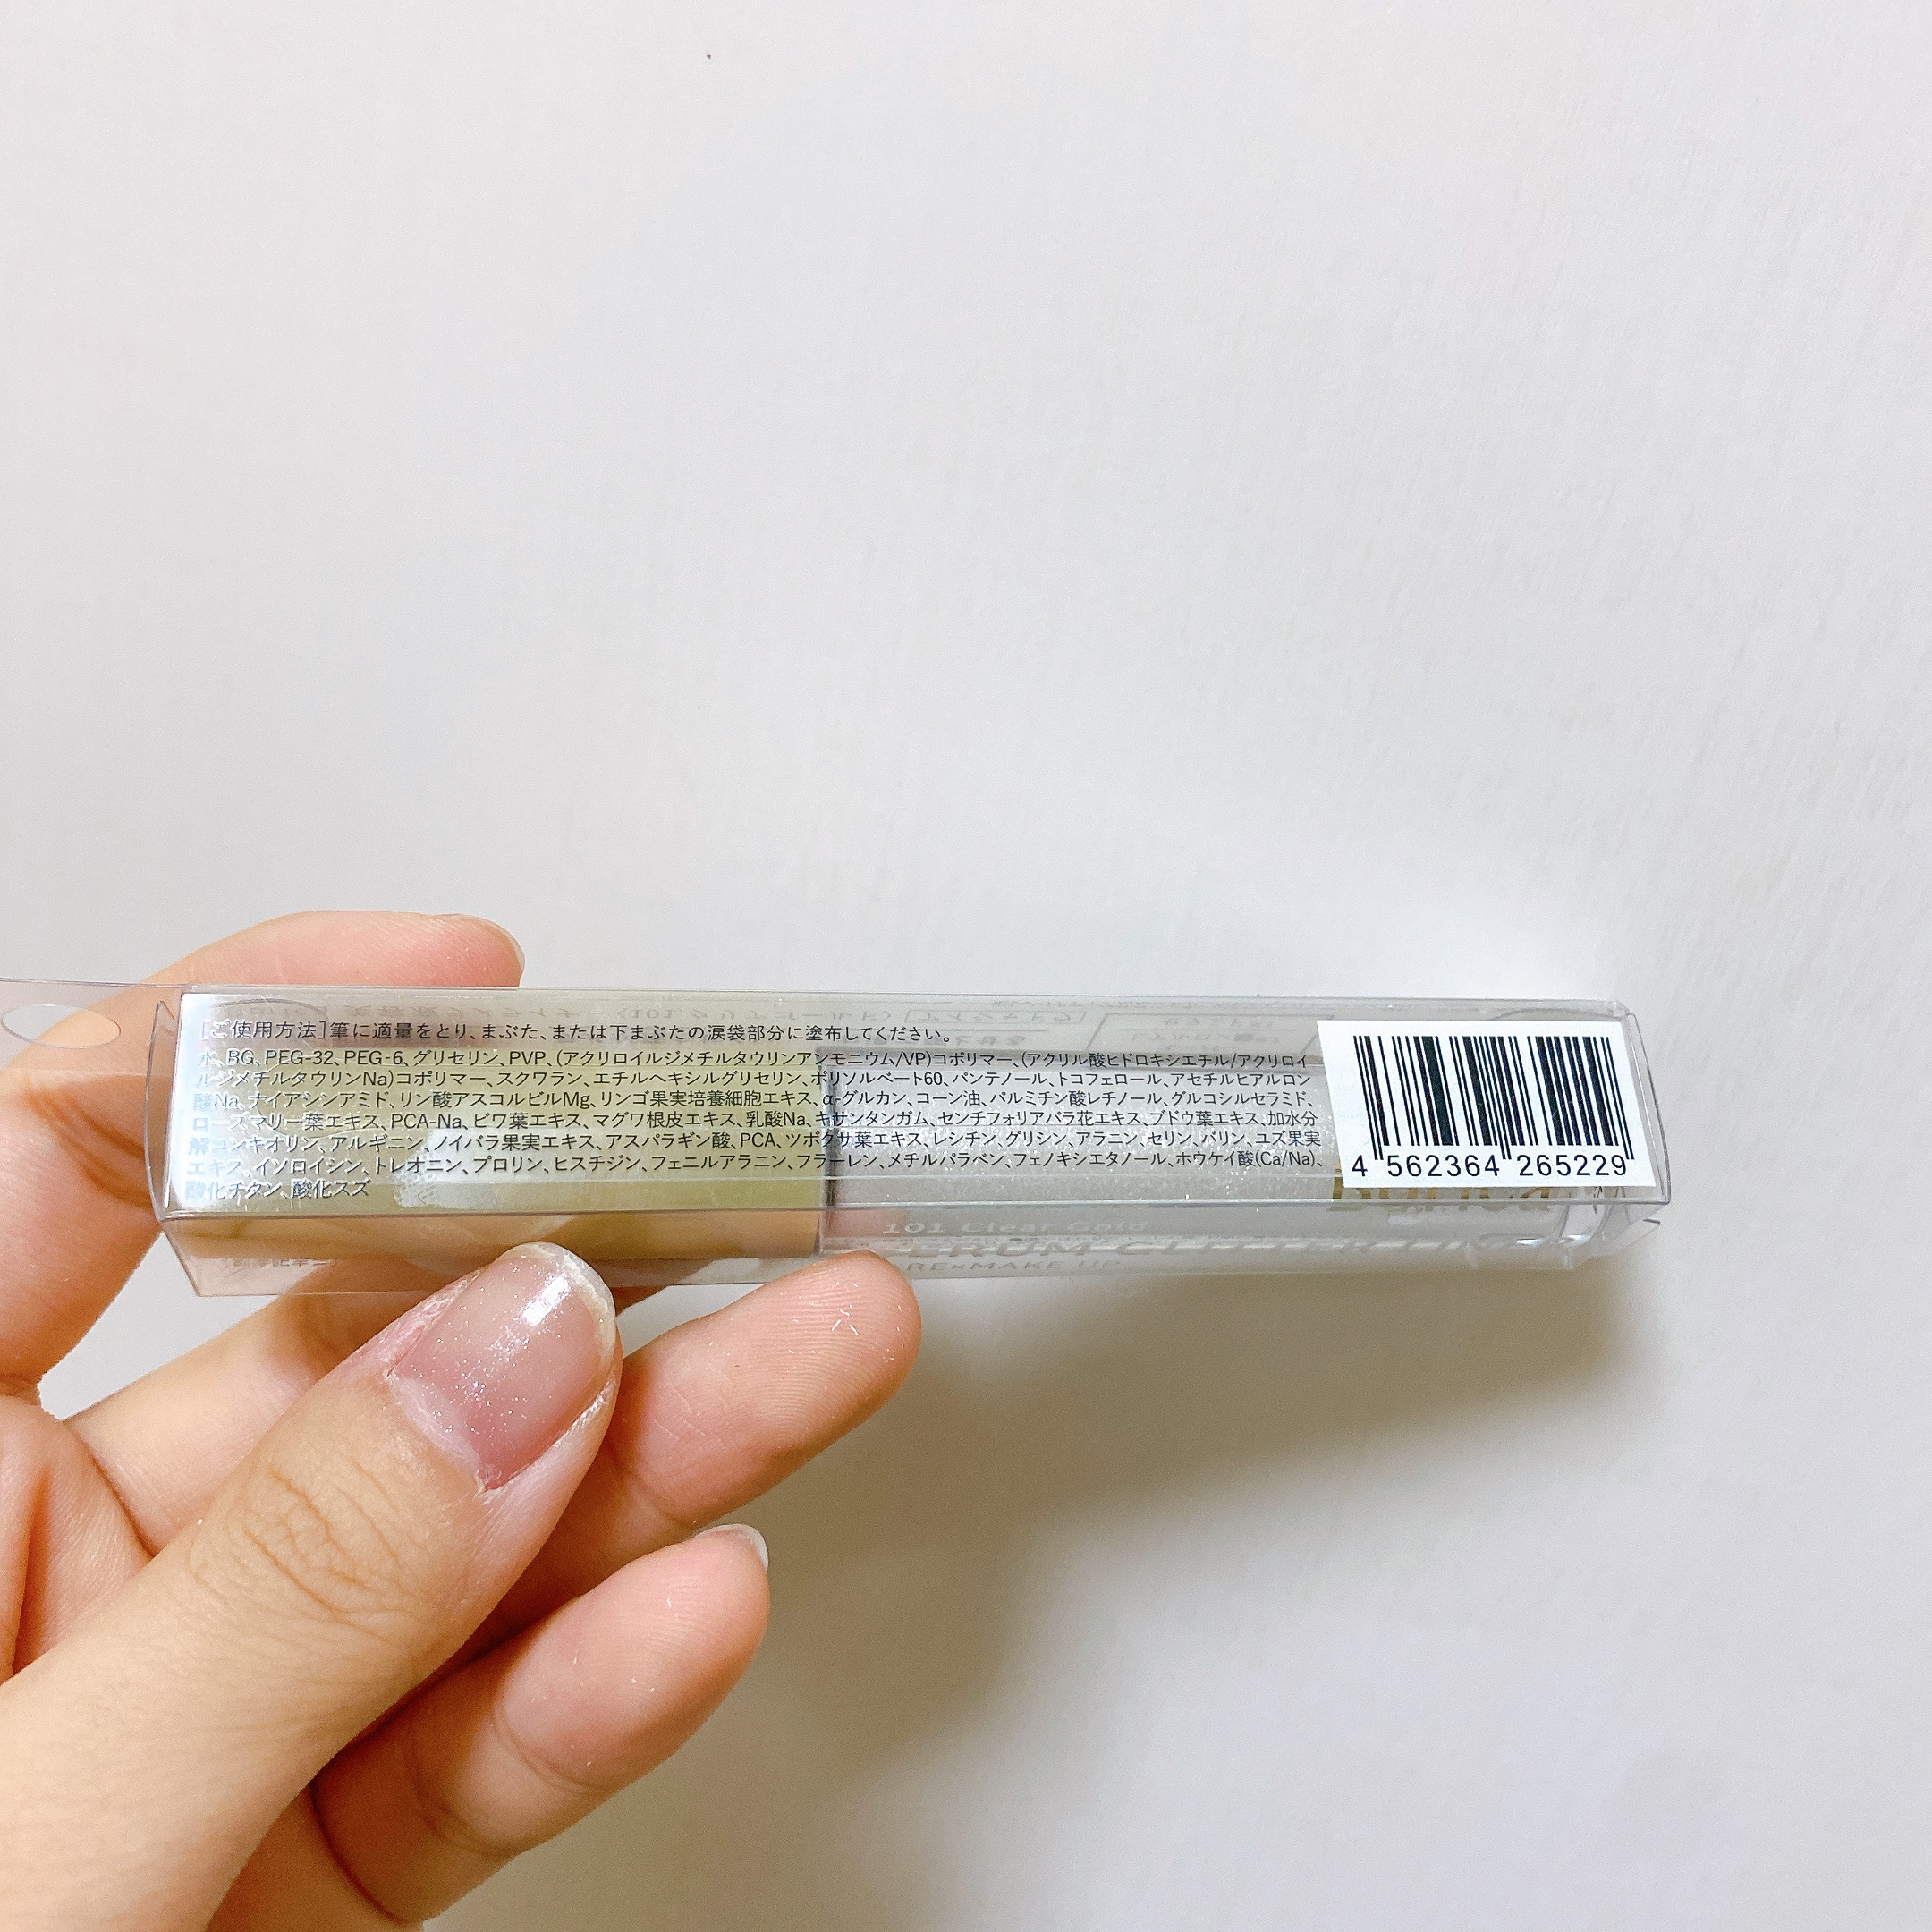 [ご使用方法]筆に適量をとり、まぶた、または下まぶたの涙袋部分に塗布してください。
水、BG、PEG-32、PEG-6、グリセリン、PVP、(アクリロイルジメチルタウリンアンモニウム/VP)コポリマー、(アクリル酸ヒドロキシエチル/アクリロイ
ルジメチルタウリンNa)コポリマー、スクワラン、エチルヘキシルグリセリン、ポリソルベート60、パンテノール、トコフェロール、アセチルヒアルロン
酸Na、ナイアシンアミド、リン酸アスコルビルMg、リンゴ果実培養細胞エキス、α-グルカン、コーン油、パルミチン酸レチノール、グルコシルセラミド、
ローズマリー葉エキス、PCA-Na、ビワ葉エキス、マグワ根皮エキス、乳酸Na、キサンタンガム、センチフォリアバラ花エキス、ブドウ葉エキス、加水分
解コンキオリン、アルギニン、ノイバラ果実エキス、アスパラギン酸、PCA、ツボクサ葉エキス、レシチン、グリシン、アラニン、セリン、バリン、ユズ果実
エキス、イソロイシン、トレオニン、プロリン、ヒスチジン、フェニルアラニン、フラーレン、メチルパラベン、フェノキシエタノール、ホウケイ酸(Ca/Na)、
酸化チタン、酸化スズ
4 562364 265229
101 Clear Gold
RE×MAKE UP